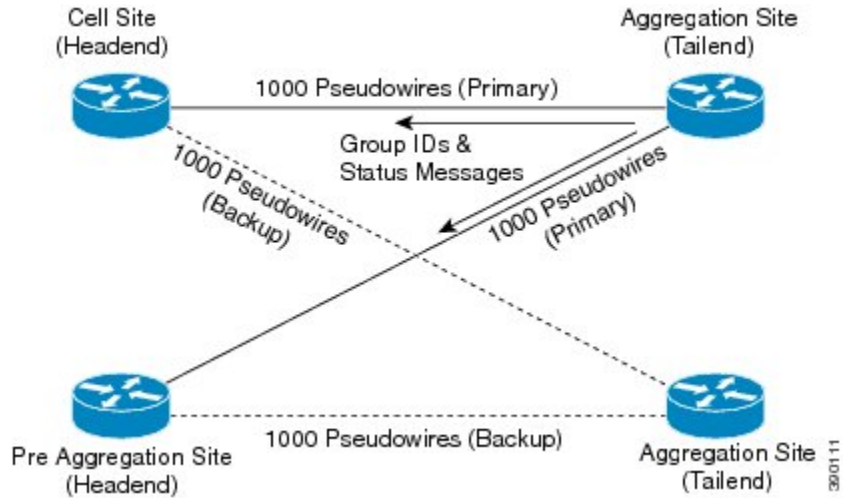 Cell Site
(Headend)
Aggregation Site
(Tailend)
1000 Pseudowires (Primary)
Group IDs &
Status Messages
1000 Pseudowires
(Backup)
1000 Pseudowires
(Primary)
1000 Pseudowires (Backup)
Pre Aggregation Site
(Headend)
Aggregation Site
(Tailend)
390111